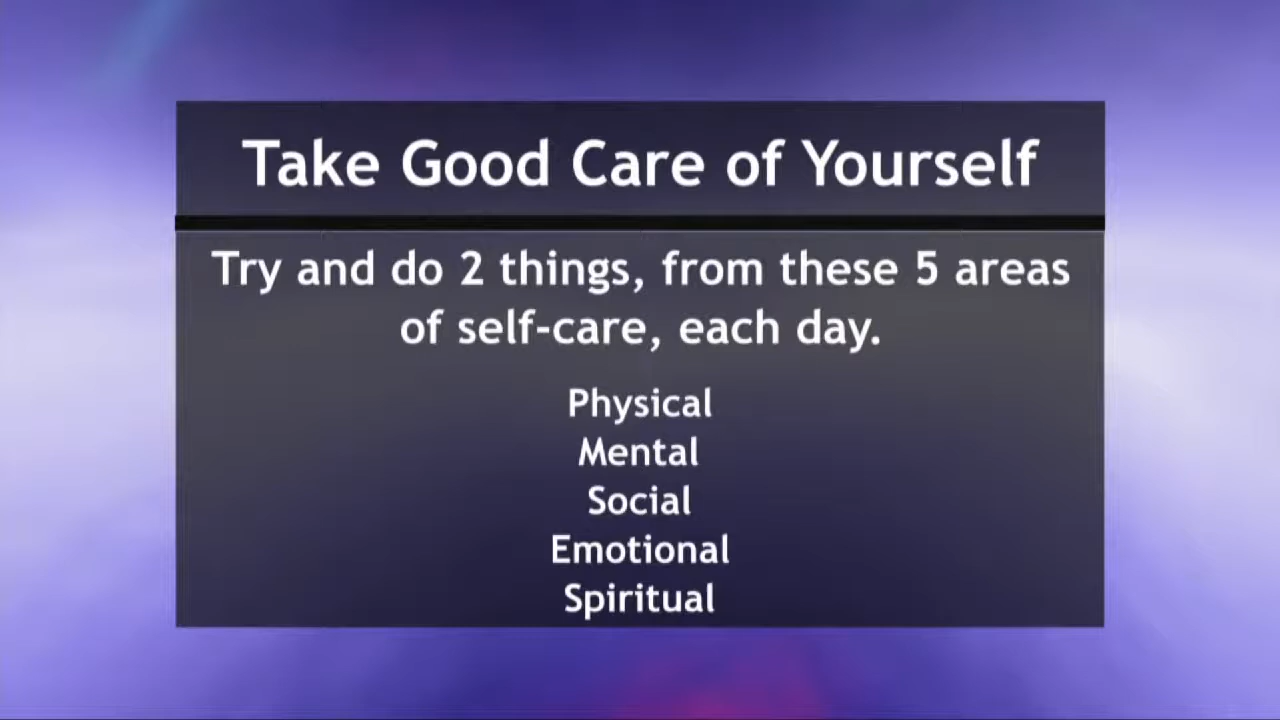 Take Good Care of Yourself
Try and do 2 things, from these 5 areas
of self-care, each day.
Physical
Mental
Social
Emotional
Spiritual